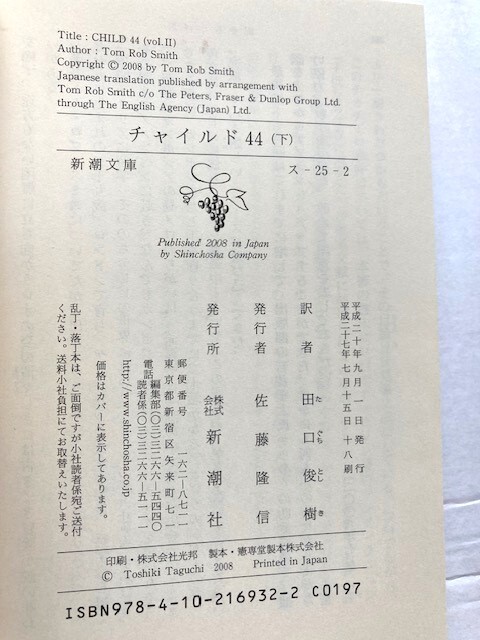 Title : CHILD 44 (vol.II)
Author : Tom Rob Smith
Copyright © 2008 by Tom Rob Smith
Japanese translation published by arrangement with
Tom Rob Smith c/o The Peters, Fraser & Dunlop Group Ltd.
through The English Agency (Japan) Ltd.
チャイルド 44 (下)
新潮文庫
ス - 25 - 2
Published 2008 in Japan
by Shinchosha Company
平成二十年九月一日発行
平成二十七年七月十五日十八刷
訳者 田口俊樹
たぐちとしき
発行者 佐藤隆信
発行所 株式会社 新潮社
郵便番号 一六二―八七一一
東京都新宿区矢来町七一
電話 編集部(〇三)三二六六―五四四〇
読者係(〇三)三二六六―五一一一
http://www.shinchosha.co.jp
価格はカバーに表示してあります。
乱丁・落丁本は、ご面倒ですが小社読者係宛ご送付
ください。送料小社負担にてお取替えいたします。
印刷・株式会社光邦 製本・憲専堂製本株式会社
© Toshiki Taguchi 2008 Printed in Japan
ISBN978-4-10-216932-2 C0197